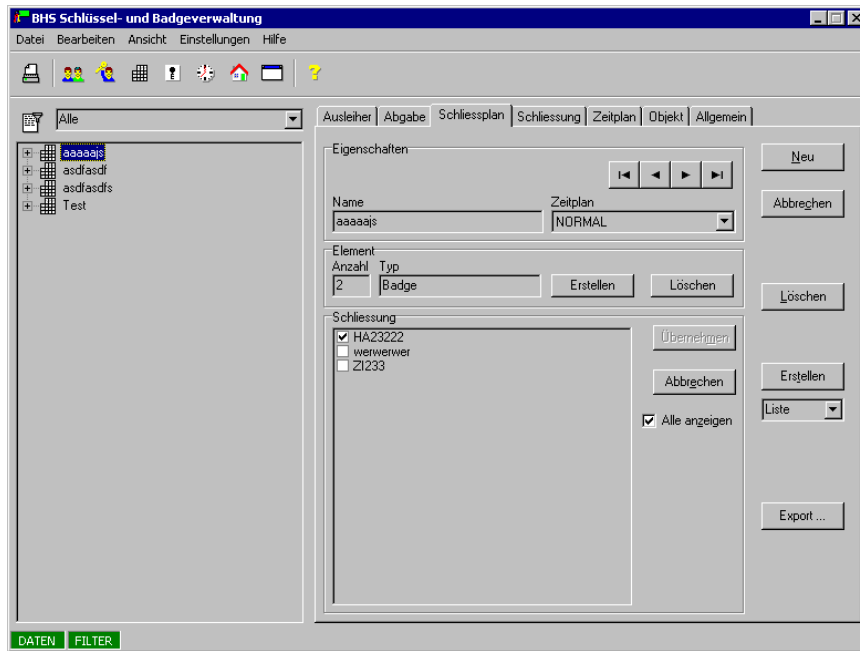 BHS Schlüssel- und Badgeverwaltung
Datei Bearbeiten Ansicht Einstellungen Hilfe
Alle
aaaaajs
asdfasdf
asdfasdfs
Test
Ausleiher Abgabe Schliessplan Schliessung Zeitplan Objekt Allgemein
Eigenschaften
Name Zeitplan
aaaaajs NORMAL
Element
Anzahl Typ
2 Badge Erstellen Löschen
Schliessung
HA23222
werwerwer
ZI233
Übernehmen
Abbrechen
Alle anzeigen
Neu
Abbrechen
Löschen
Erstellen
Liste
Export ...
DATEN FILTER